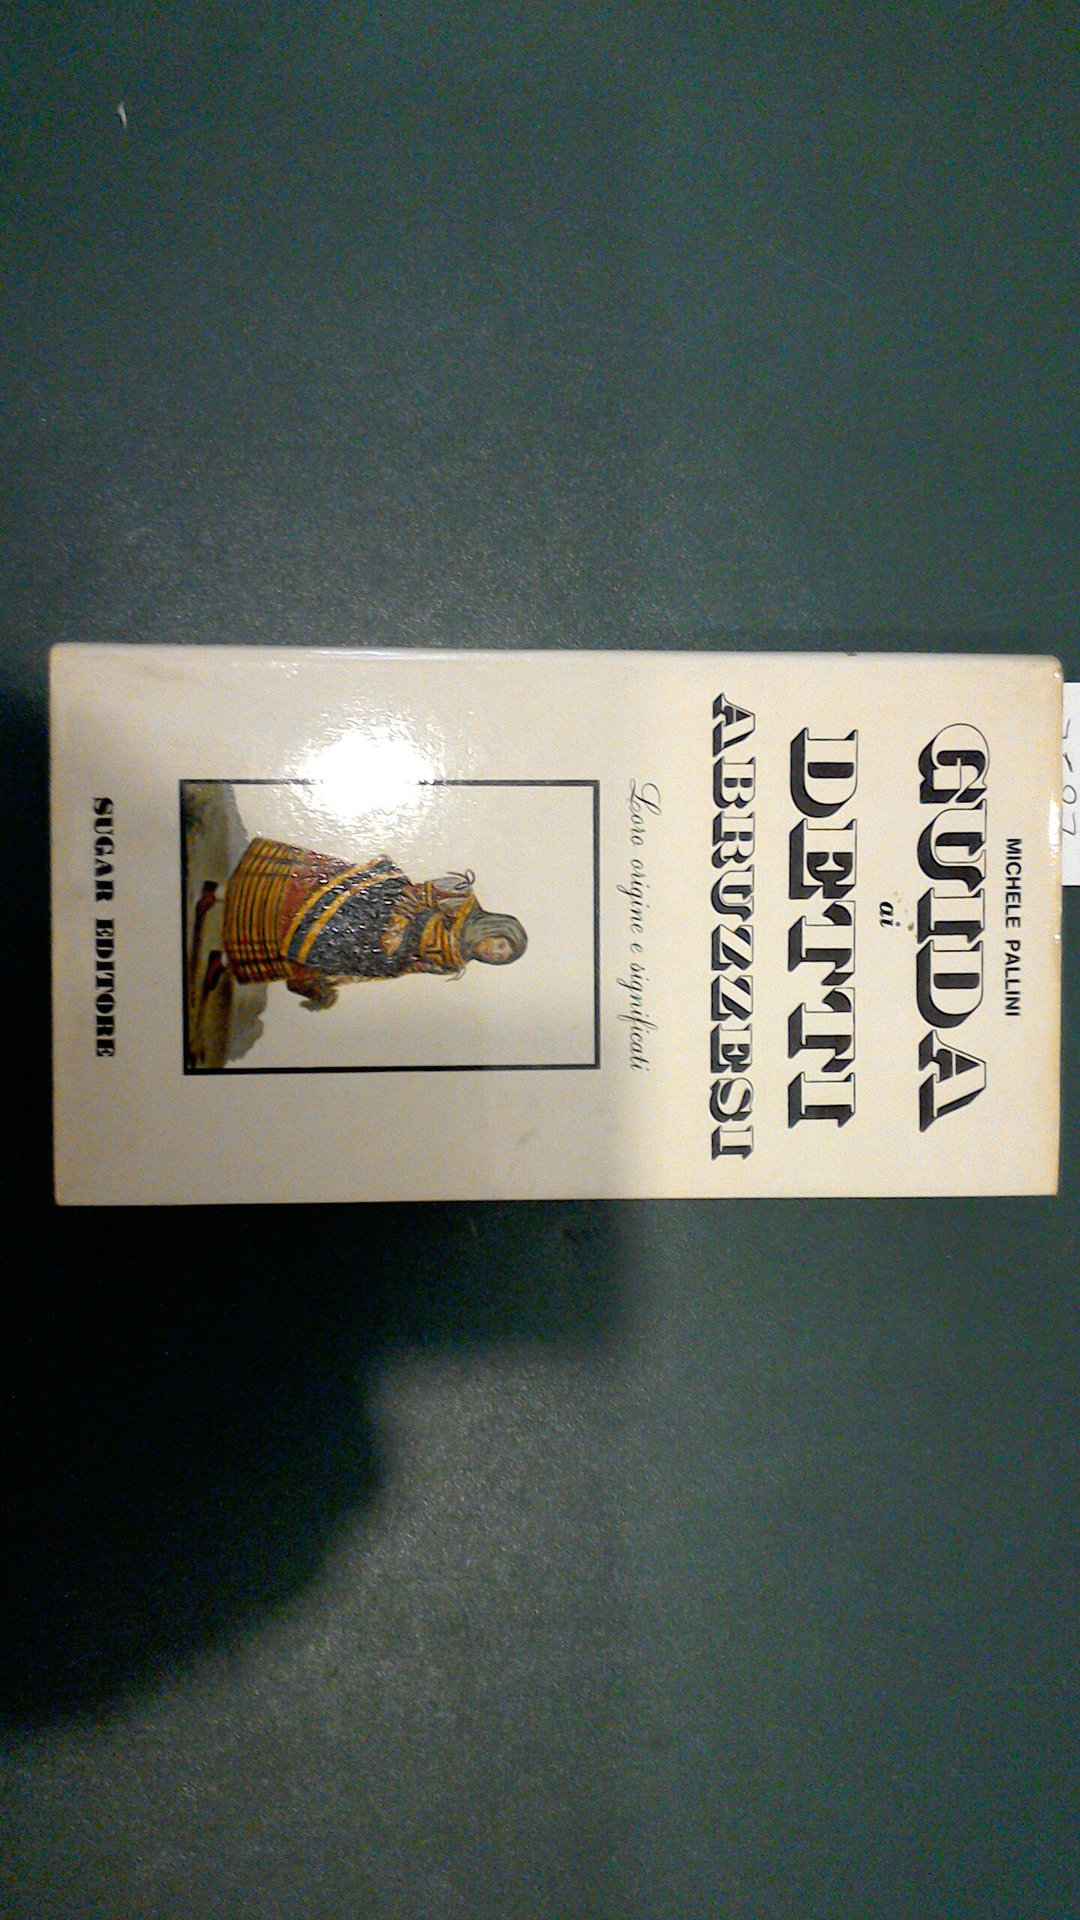 MICHELE PALLINI
GUIDA
ai
DETTI
ABRUZZESI
Loro origine e significati
SUGAR EDITORE